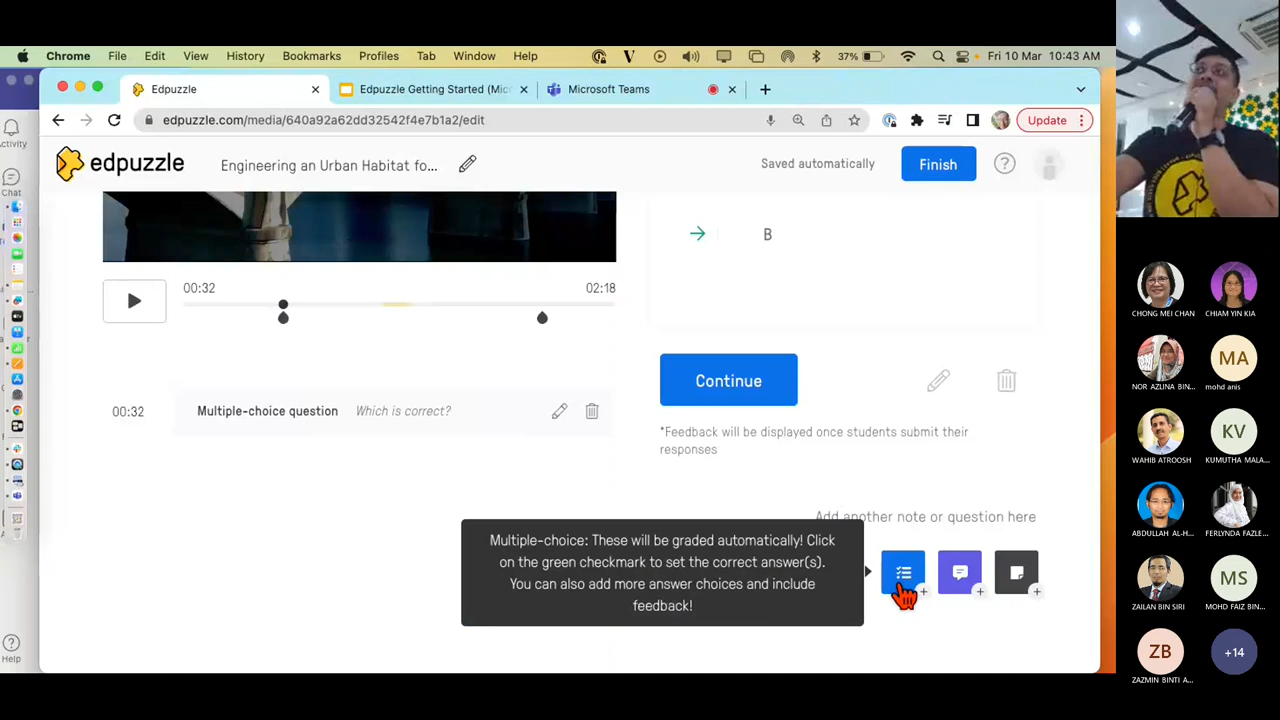 Chrome File Edit View History Bookmarks Profiles Tab Window Help V 37% Fri 10 Mar 10:43 AM
Edpuzzle
Edpuzzle Getting Started (Mic
Microsoft Teams
edpuzzle.com/media/640a92a62dd32542f4e7b1a2/edit
Update
edpuzzle
Engineering an Urban Habitat fo...
Saved automatically
Finish
?
B
00:32
02:18
Continue
00:32
Multiple-choice question
Which is correct?
*Feedback will be displayed once students submit their
responses
Add another note or question here
Multiple-choice: These will be graded automatically! Click
on the green checkmark to set the correct answer(s).
You can also add more answer choices and include
feedback!
Activity
Chat
Help
CHONG MEI CHAN
CHIAM YIN KIA
NOR AZLINA BIN...
MA
mohd anis
WAHIB ATROOSH
KV
KUMUTHA MALA...
ABDULLAH AL-H...
FERLYNDA FAZLE...
ZAILAN BIN SIRI
MS
MOHD FAIZ BIN...
ZB
ZAZMIN BINTI A...
+14